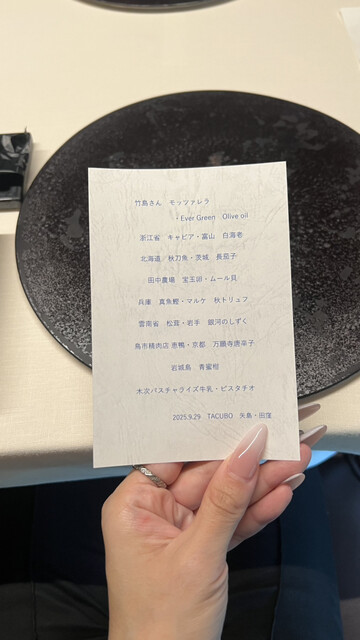 竹島さん　モッツァレラ
・Ever Green　Olive oil
浙江省　キャビア・富山　白海老
北海道　秋刀魚・茨城　長茄子
田中農場　宝玉卵・ムール貝
兵庫　真魚鰹・マルケ　秋トリュフ
雲南省　松茸・岩手　銀河のしずく
鳥市精肉店 恵鴨・京都　万願寺唐辛子
岩城島　青蜜柑
木次パスチャライズ牛乳・ピスタチオ
2025.9.29　TACUBO　矢島・田窪